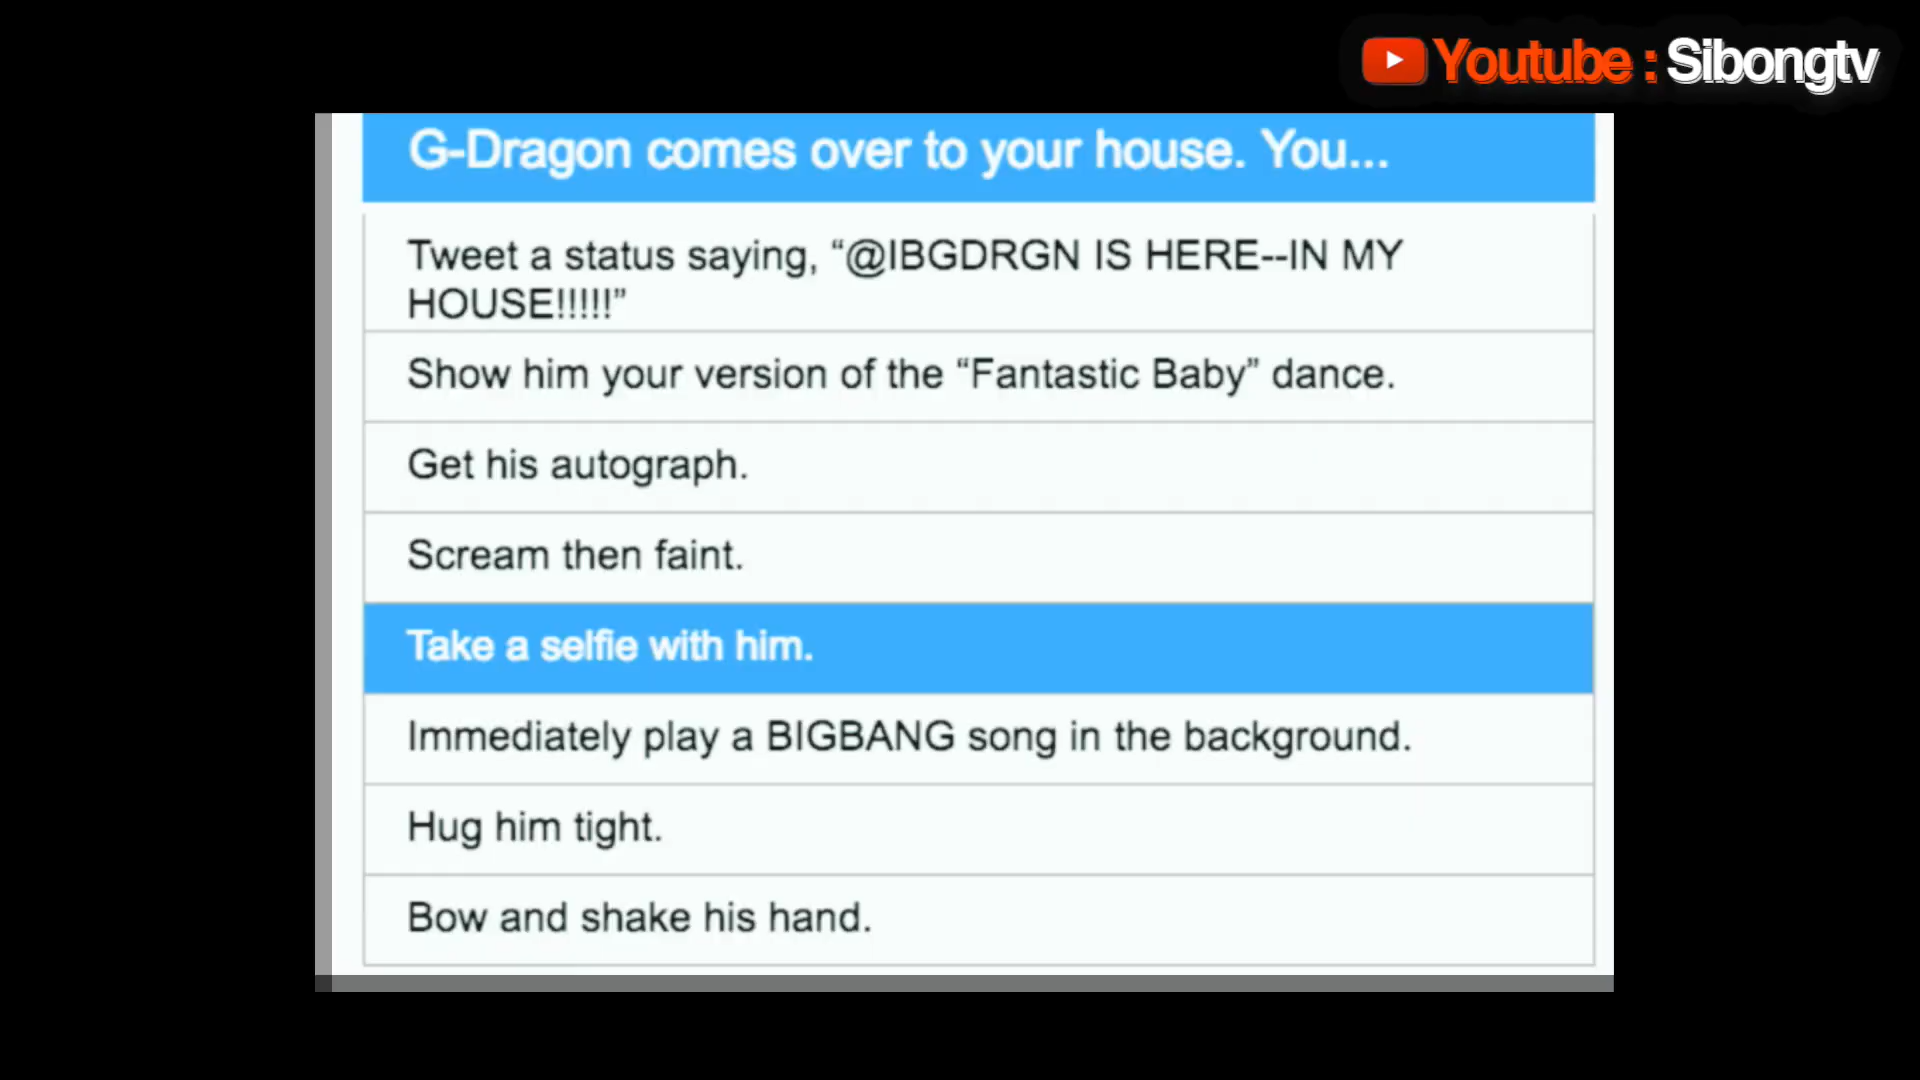 Youtube : Sibongtv
G-Dragon comes over to your house. You...
Tweet a status saying, “@IBGDRGN IS HERE--IN MY
HOUSE!!!!!”
Show him your version of the “Fantastic Baby” dance.
Get his autograph.
Scream then faint.
Take a selfie with him.
Immediately play a BIGBANG song in the background.
Hug him tight.
Bow and shake his hand.